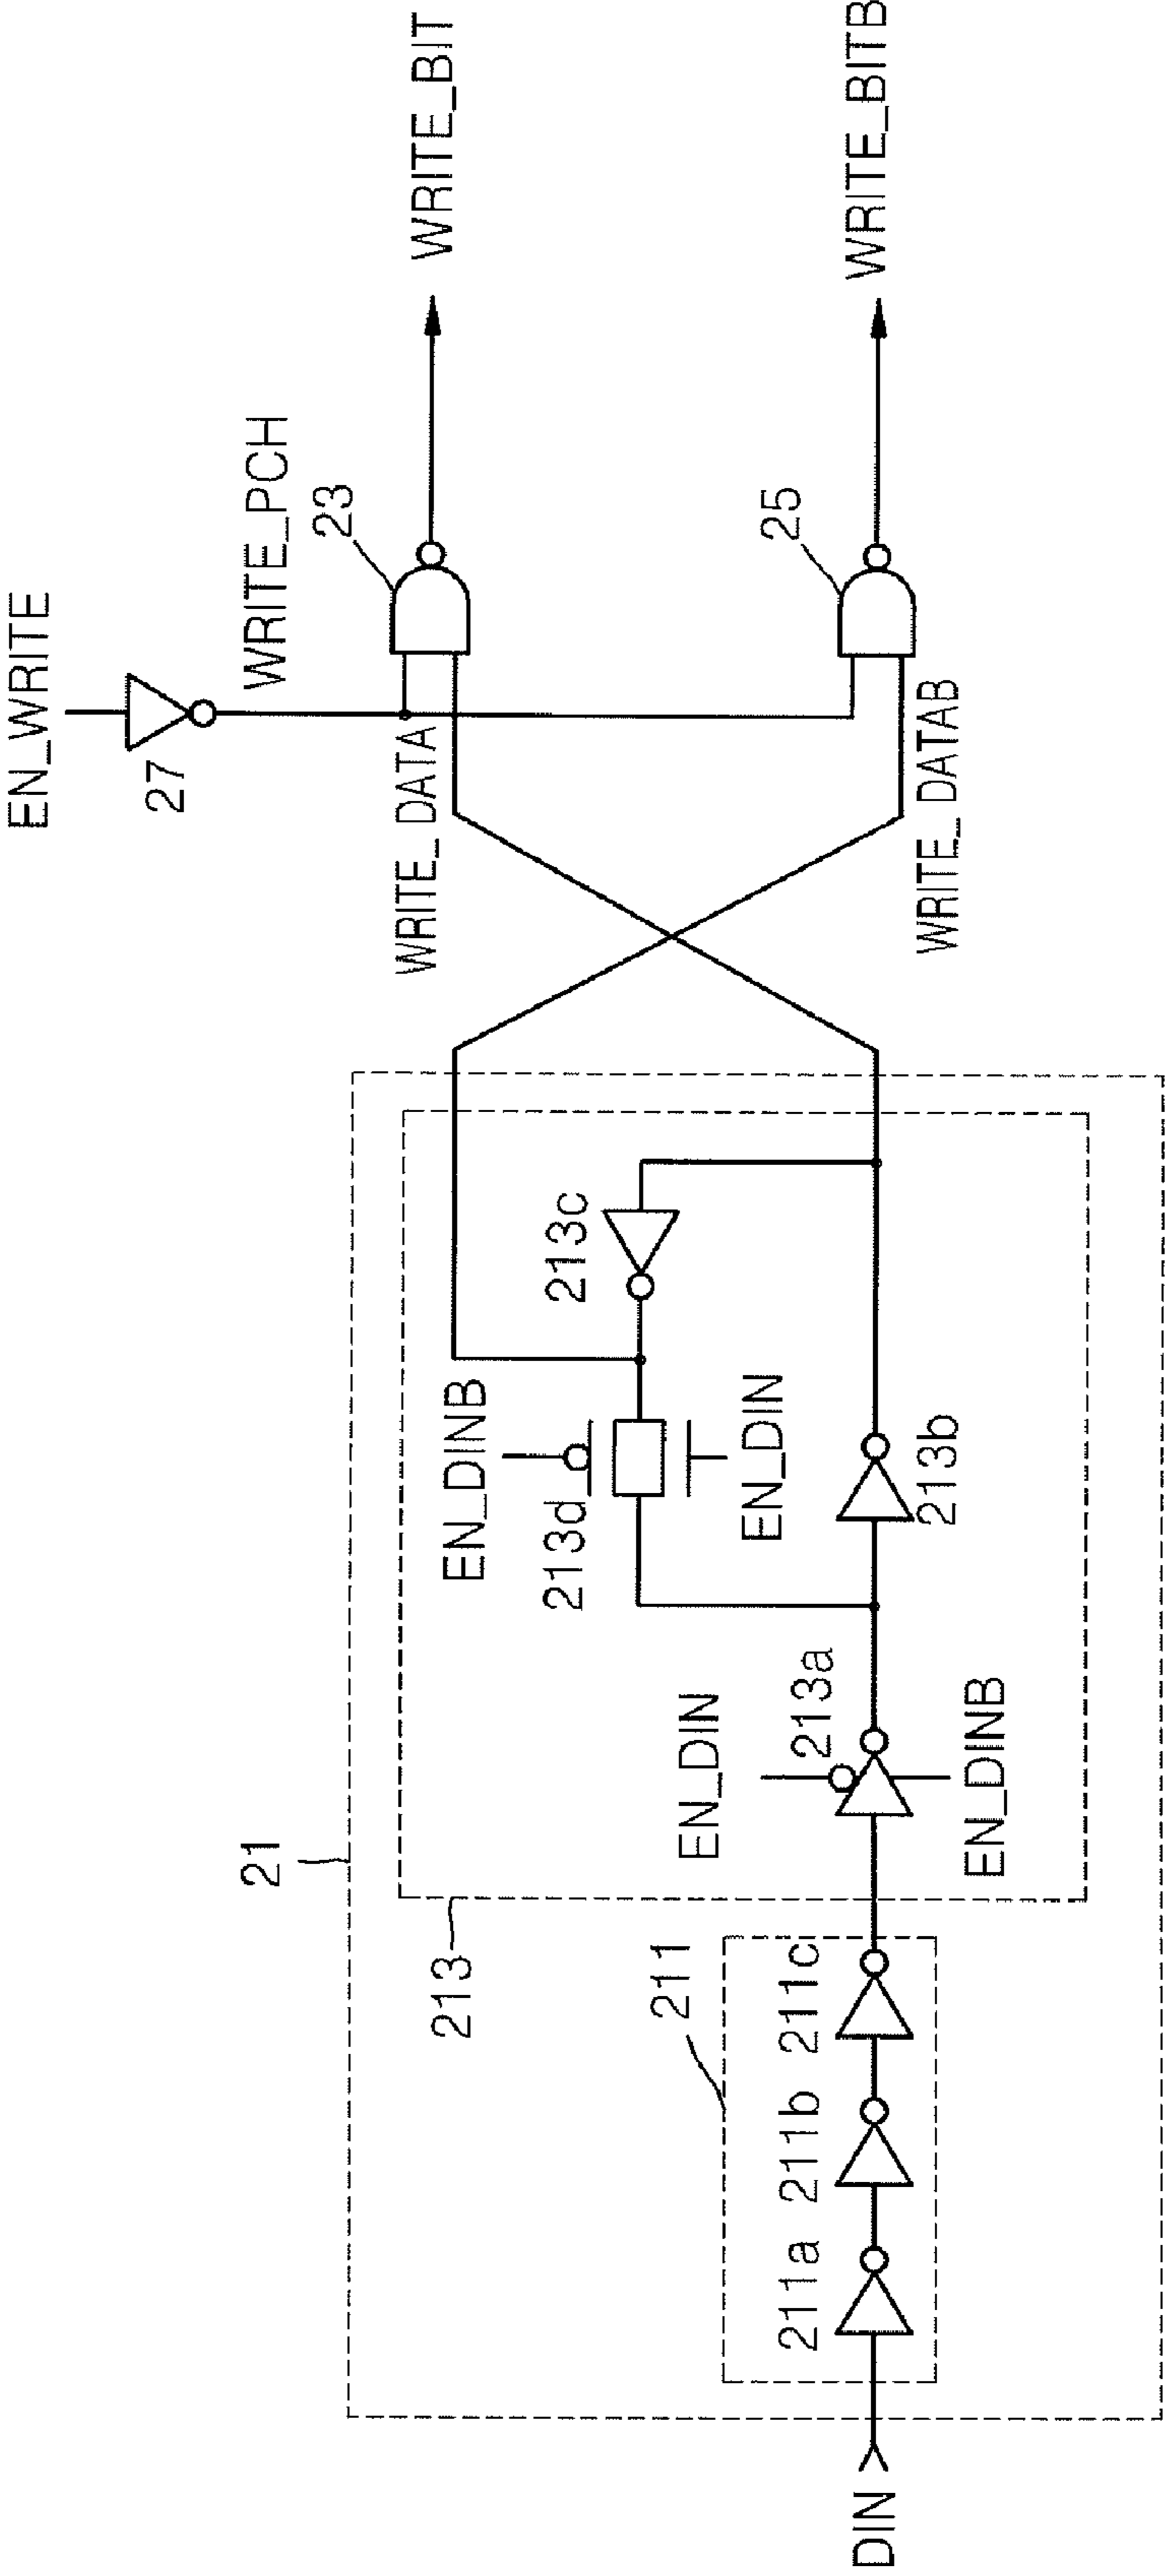 EN_WRITE
27
WRITE_PCH
23
WRITE_BIT
WRITE_DATA
25
WRITE_BITB
WRITE_DATAB
21
213
EN_DINB
213d
EN_DIN
213c
EN_DIN
213a
EN_DINB
213b
211
211a
211b
211c
DIN